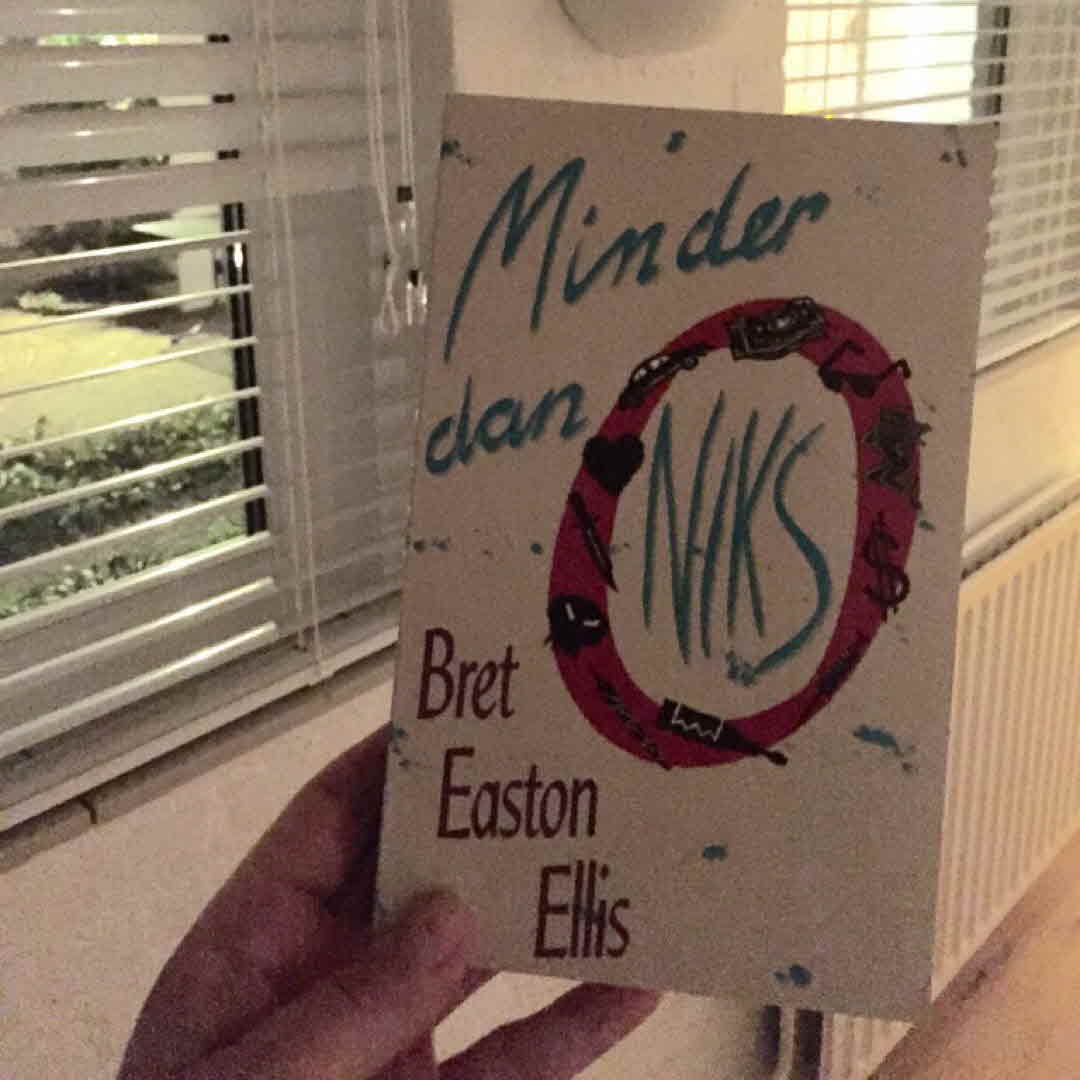 Minder
dan
NIKS
Bret
Easton
Ellis